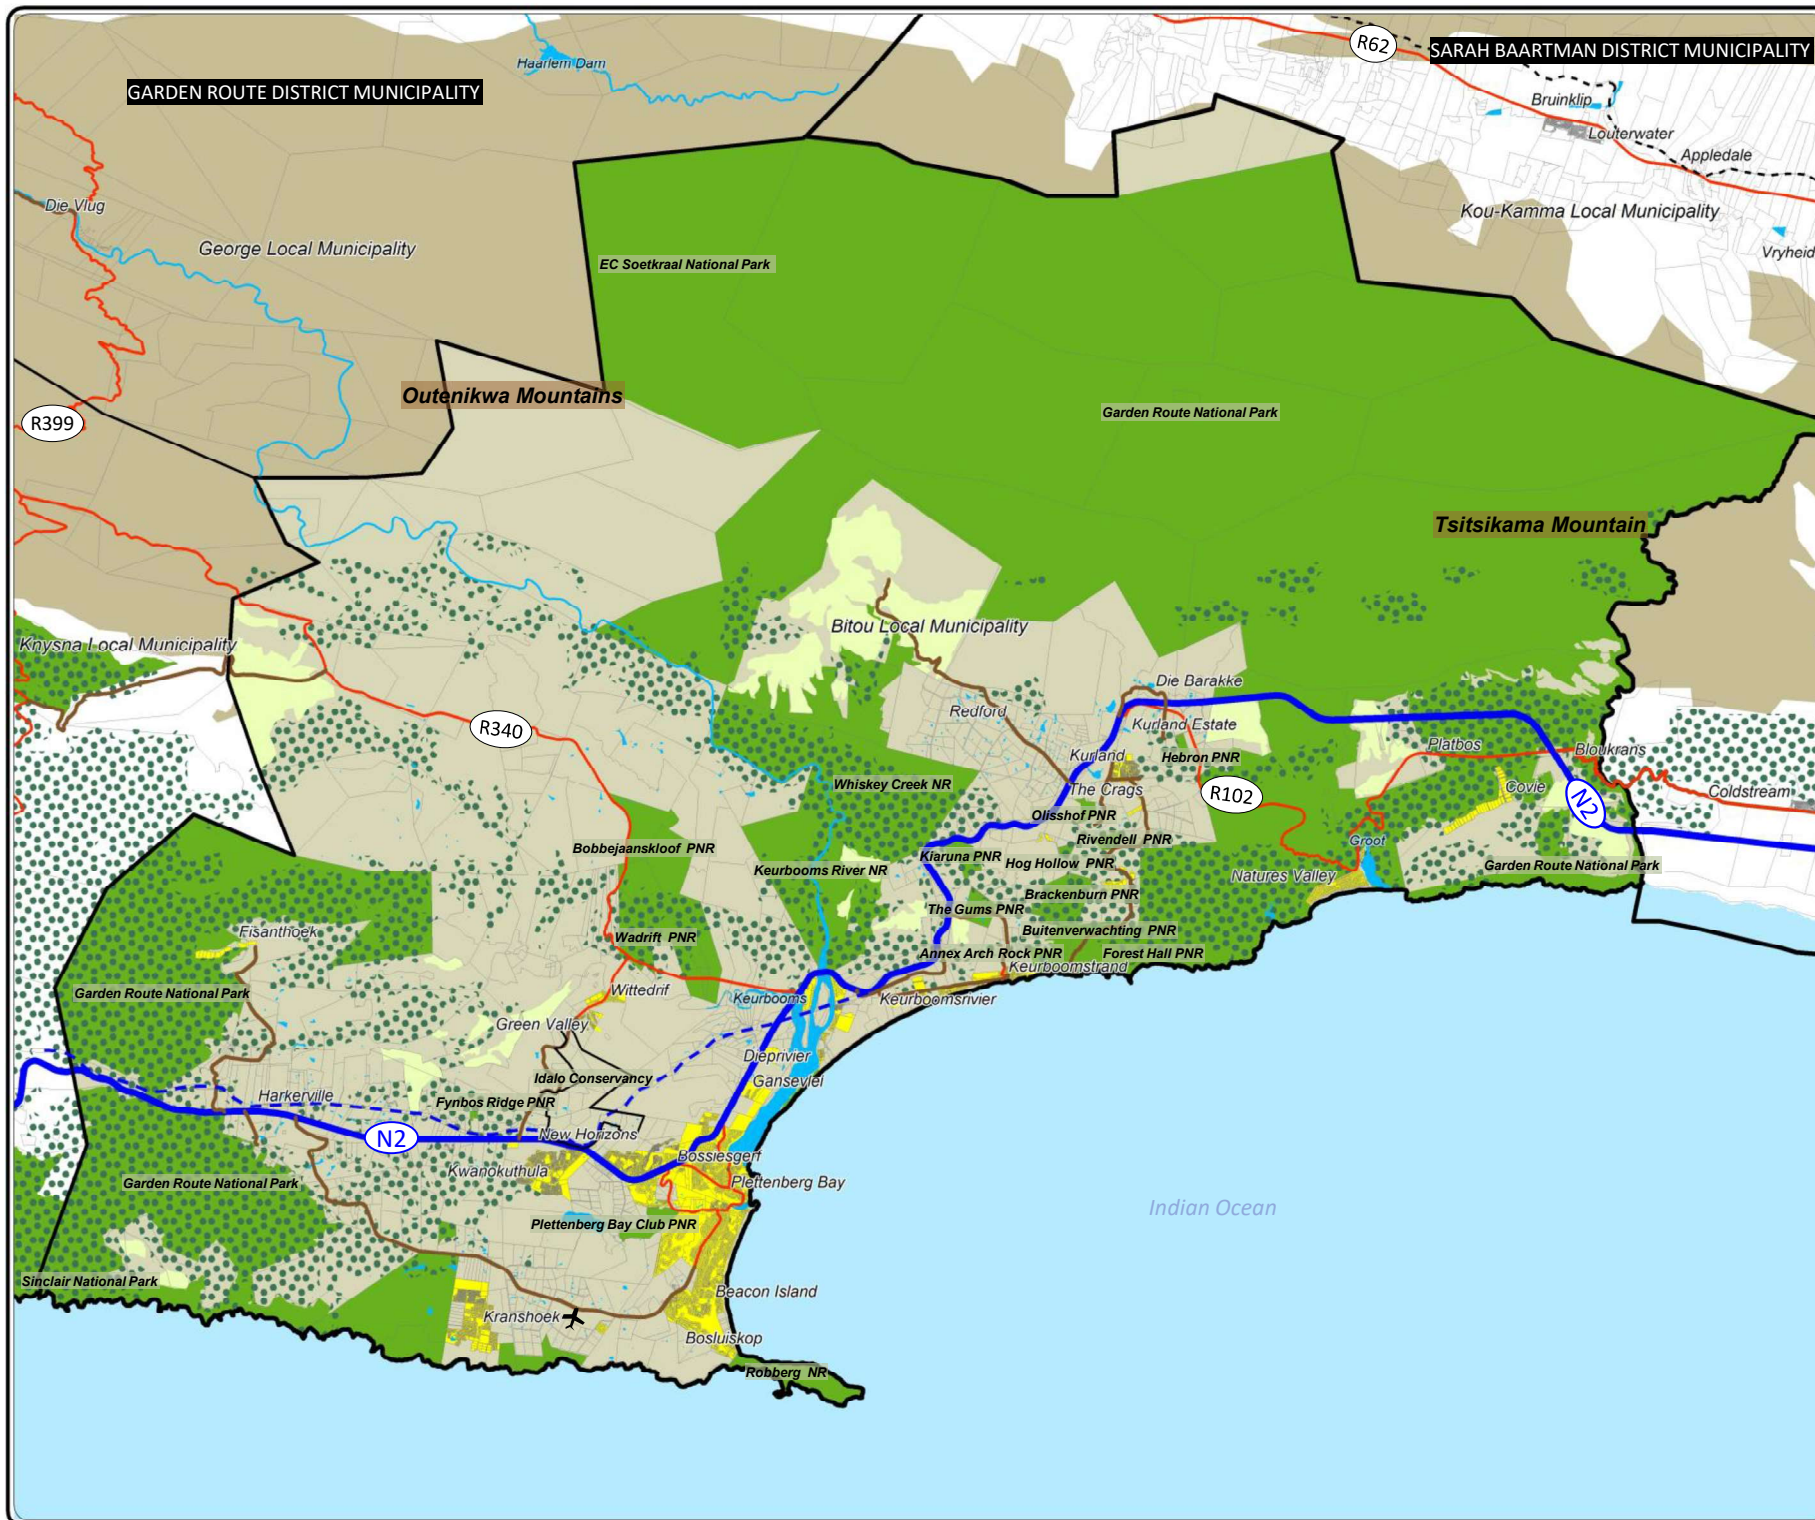 R62
SARAH BAARTMAN DISTRICT MUNICIPALITY
Haarlem Dam
GARDEN ROUTE DISTRICT MUNICIPALITY
Bruinklip
Louterwater
Appledale
Die Vlug
Kou-Kamma Local Municipality
George Local Municipality
Vryheid
EC Soetkraal National Park
Outenikwa Mountains
Garden Route National Park
R399
Tsitsikama Mountain
Bitou Local Municipality
Knysna Local Municipality
Die Barakke
Redford
Kurland Estate
R340
Platbos
Bloukrans
Kurland
Hebron PNR
Whiskey Creek NR
The Crags
R102
Covie
N2
Coldstream
Olisshof PNR
Rivendell PNR
Groot
Bobbejaanskloof PNR
Kiaruna PNR
Hog Hollow PNR
Garden Route National Park
Keurbooms River NR
Natures Valley
Brackenburn PNR
The Gums PNR
Fisanthoek
Wadrift PNR
Buitenverwachting PNR
Annex Arch Rock PNR
Forest Hall PNR
Keurboomstrand
Garden Route National Park
Wittedrif
Keurbooms
Keurboomsrivier
Green Valley
Dieprivier
Idalo Conservancy
Gansevlei
Harkerville
Fynbos Ridge PNR
N2
New Horizons
Bossiesgerf
Kwanokuthula
Garden Route National Park
Plettenberg Bay
Indian Ocean
Plettenberg Bay Club PNR
Sinclair National Park
Beacon Island
Kranshoek
Bosluiskop
Robberg NR